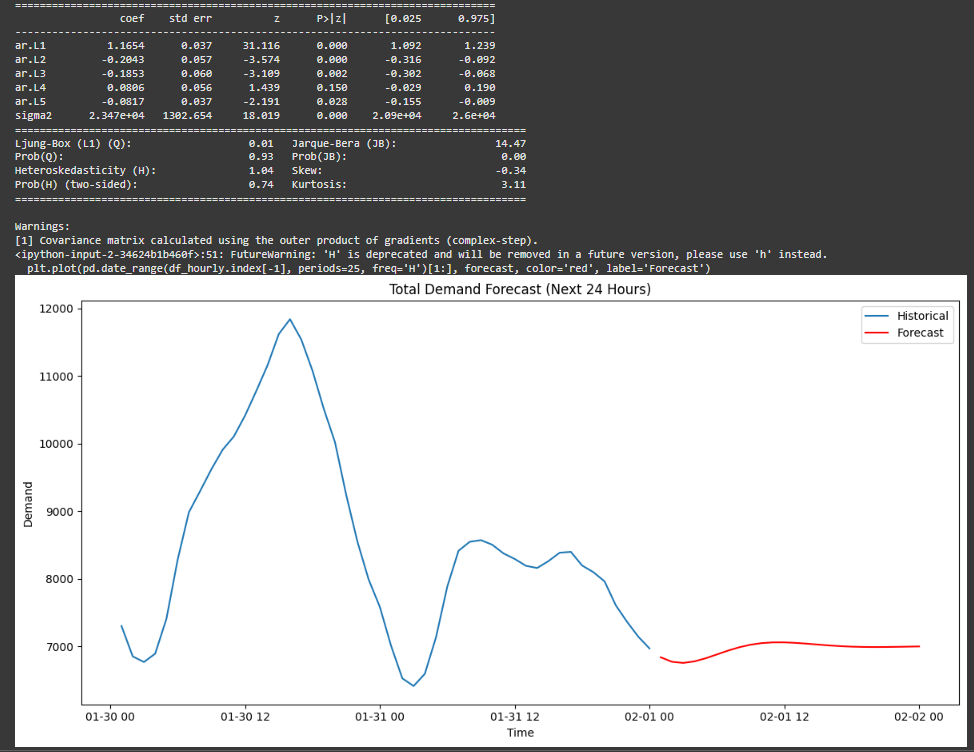 ==========================================================================
coef std err z P>|z| [0.025 0.975]
--------------------------------------------------------------------------
ar.L1 1.1654 0.037 31.116 0.000 1.092 1.239
ar.L2 -0.2043 0.057 -3.574 0.000 -0.316 -0.092
ar.L3 -0.1853 0.060 -3.109 0.002 -0.302 -0.068
ar.L4 0.0806 0.056 1.439 0.150 -0.029 0.190
ar.L5 -0.0817 0.037 -2.191 0.028 -0.155 -0.009
sigma2 2.347e+04 1302.654 18.019 0.000 2.09e+04 2.6e+04
===============================================================================
Ljung-Box (L1) (Q): 0.01 Jarque-Bera (JB): 14.47
Prob(Q): 0.93 Prob(JB): 0.00
Heteroskedasticity (H): 1.04 Skew: -0.34
Prob(H) (two-sided): 0.74 Kurtosis: 3.11
===============================================================================
Warnings:
[1] Covariance matrix calculated using the outer product of gradients (complex-step).
<ipython-input-2-34624b1b460f>:51: FutureWarning: 'H' is deprecated and will be removed in a future version, please use 'h' instead.
plt.plot(pd.date_range(df_hourly.index[-1], periods=25, freq='H')[1:], forecast, color='red', label='Forecast')
Total Demand Forecast (Next 24 Hours)
Historical
Forecast
12000
11000
10000
9000
8000
7000
Demand
01-30 00 01-30 12 01-31 00 01-31 12 02-01 00 02-01 12 02-02 00
Time